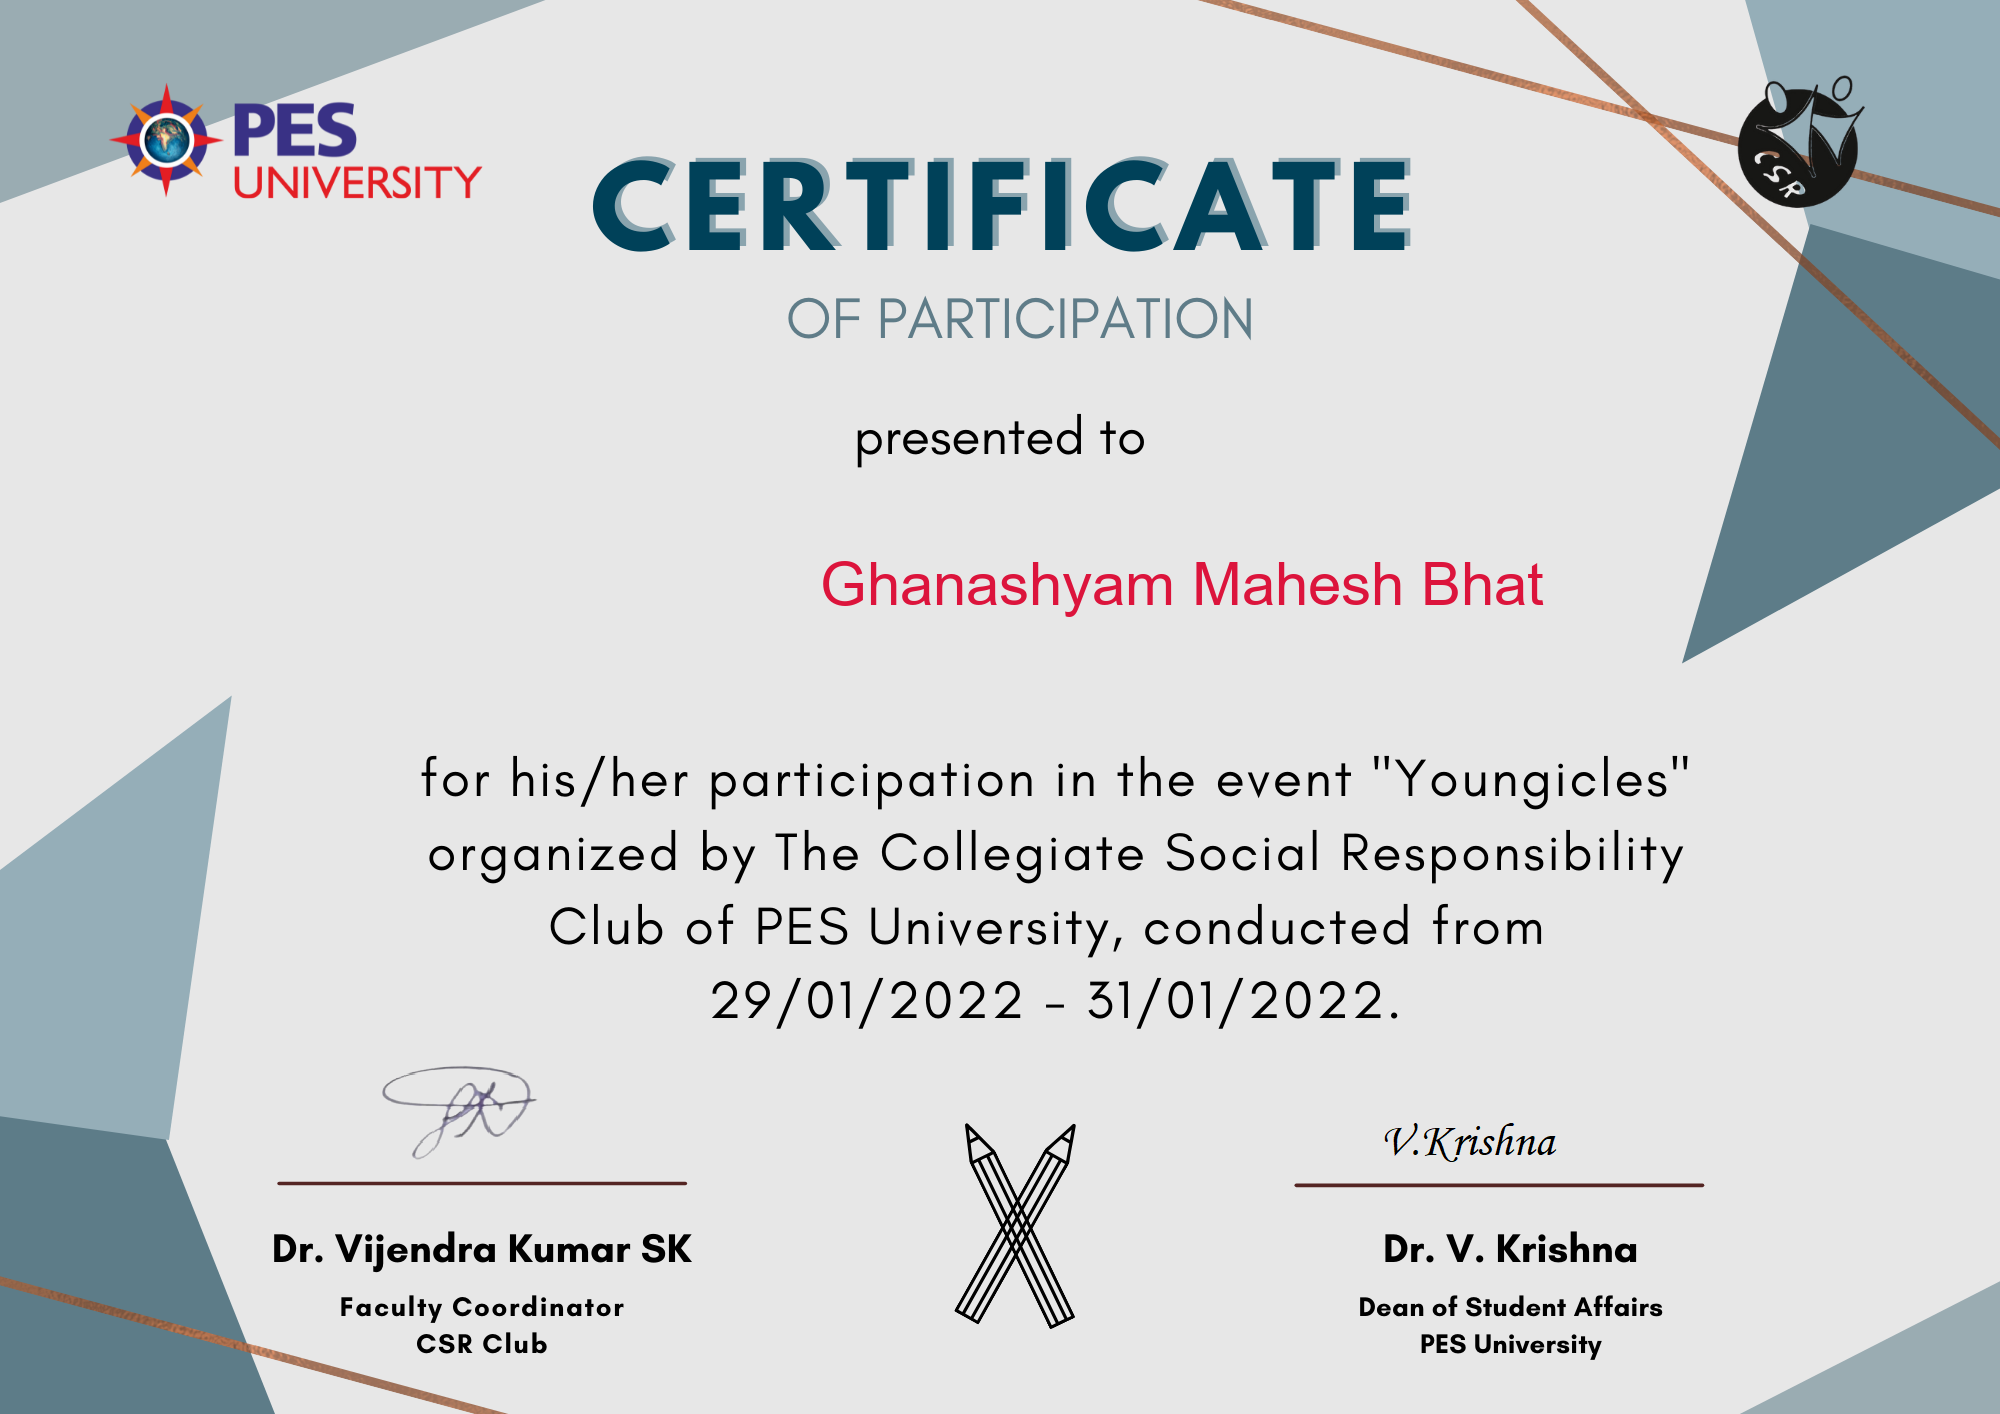 PES
UNIVERSITY
CSR
CERTIFICATE
OF PARTICIPATION
presented to
Ghanashyam Mahesh Bhat
for his/her participation in the event "Youngicles"
organized by The Collegiate Social Responsibility
Club of PES University, conducted from
29/01/2022 - 31/01/2022.
V.Krishna
Dr. Vijendra Kumar SK
Faculty Coordinator
CSR Club
Dr. V. Krishna
Dean of Student Affairs
PES University